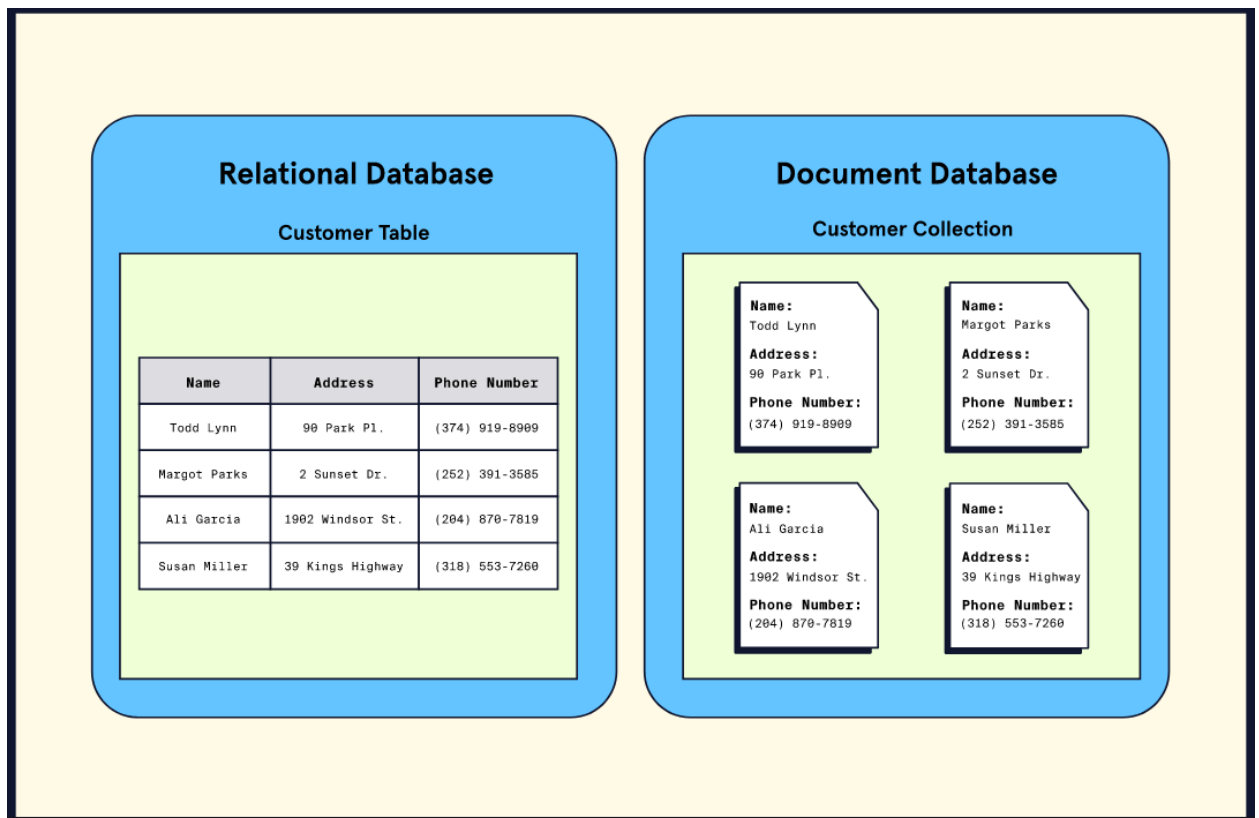 Relational Database
Customer Table
Name Address Phone Number
Todd Lynn 90 Park Pl. (374) 919-8909
Margot Parks 2 Sunset Dr. (252) 391-3585
Ali Garcia 1902 Windsor St. (204) 870-7819
Susan Miller 39 Kings Highway (318) 553-7260
Document Database
Customer Collection
Name:
Todd Lynn
Address:
90 Park Pl.
Phone Number:
(374) 919-8909
Name:
Margot Parks
Address:
2 Sunset Dr.
Phone Number:
(252) 391-3585
Name:
Ali Garcia
Address:
1902 Windsor St.
Phone Number:
(204) 870-7819
Name:
Susan Miller
Address:
39 Kings Highway
Phone Number:
(318) 553-7260